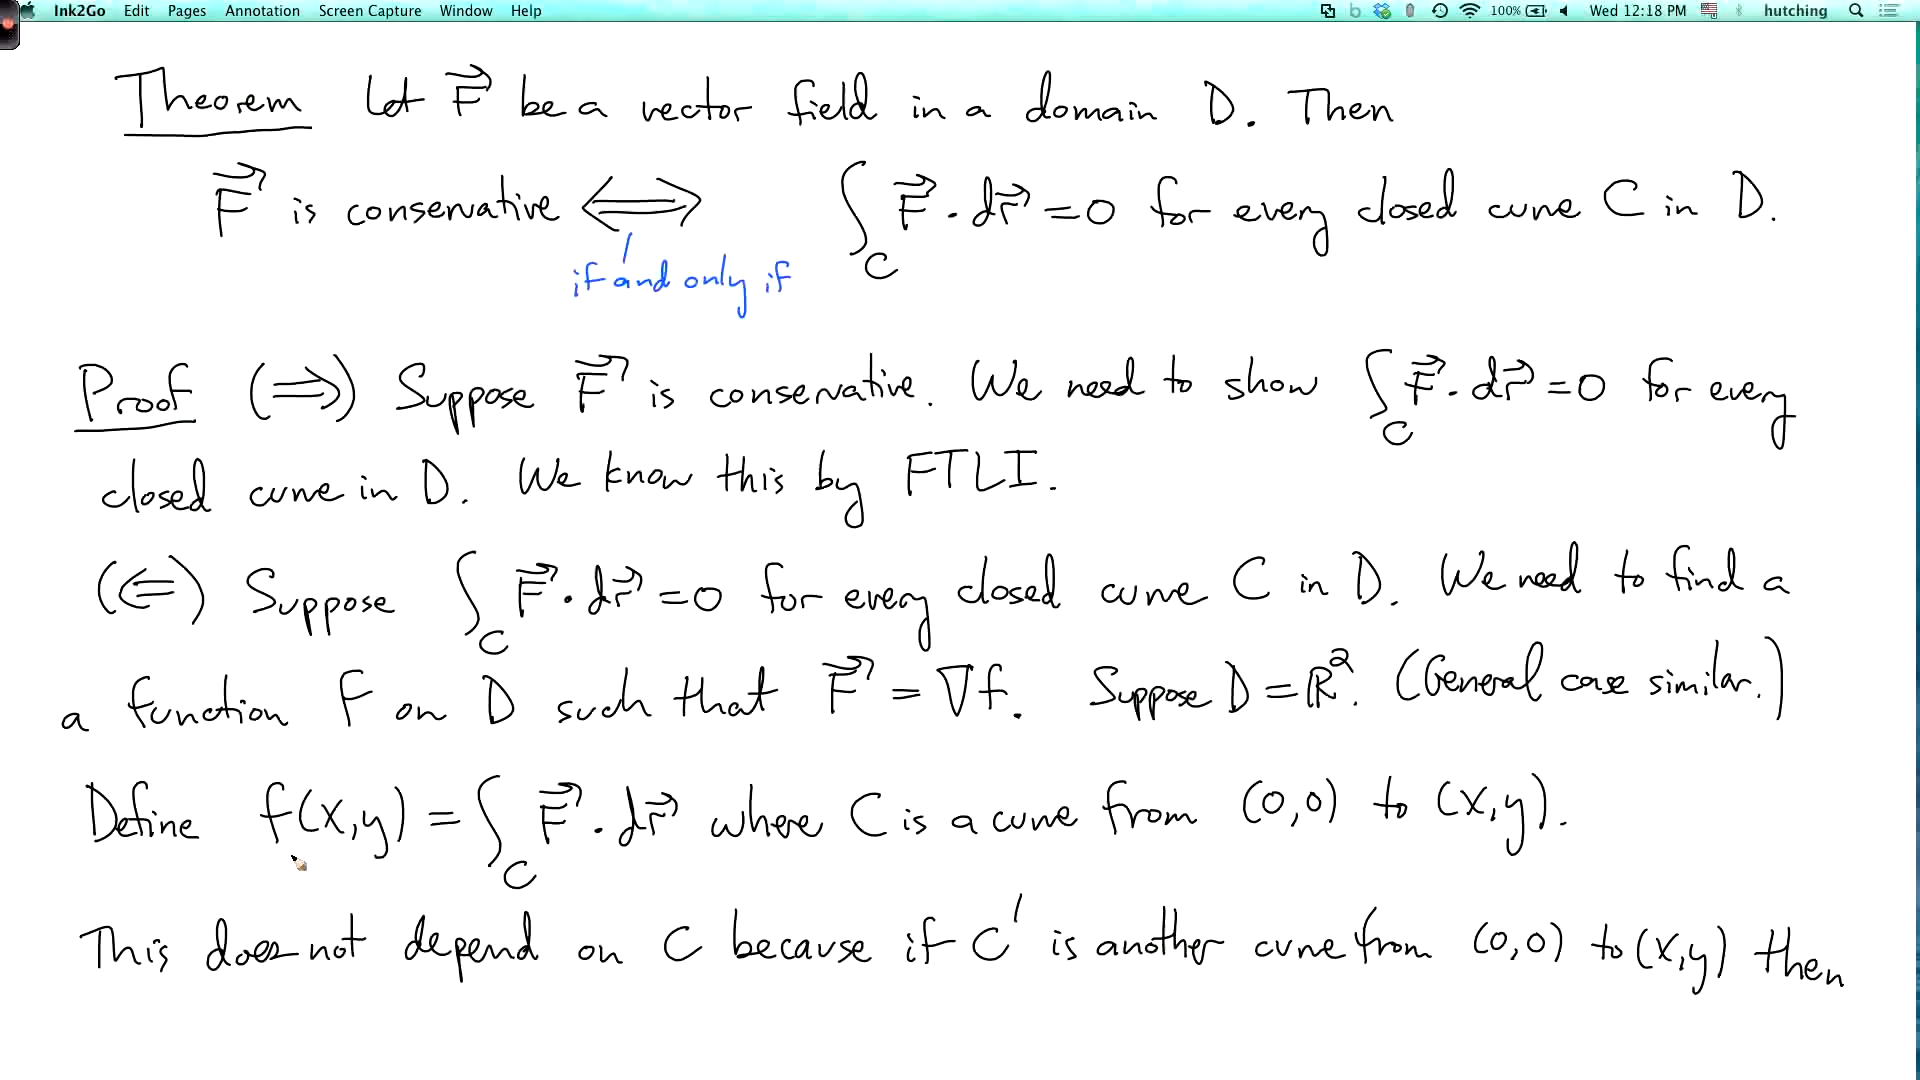 Ink2Go Edit Pages Annotation Screen Capture Window Help 100% Wed 12:18 PM hutching
Theorem Let F⃗ be a vector field in a domain D. Then
F⃗ is conservative ⟺ ∫_C F⃗ · dr⃗ = 0 for every closed curve C in D.
if and only if
Proof (⟹) Suppose F⃗ is conservative. We need to show ∫_C F⃗ · dr⃗ = 0 for every
closed curve in D. We know this by FTLI.
(⟸) Suppose ∫_C F⃗ · dr⃗ = 0 for every closed curve C in D. We need to find a
a function f on D such that F⃗ = ∇f. Suppose D = ℝ². (General case similar.)
Define f(x,y) = ∫_C F⃗ · dr⃗ where C is a curve from (0,0) to (x,y).
This does not depend on C because if C' is another curve from (0,0) to (x,y) then